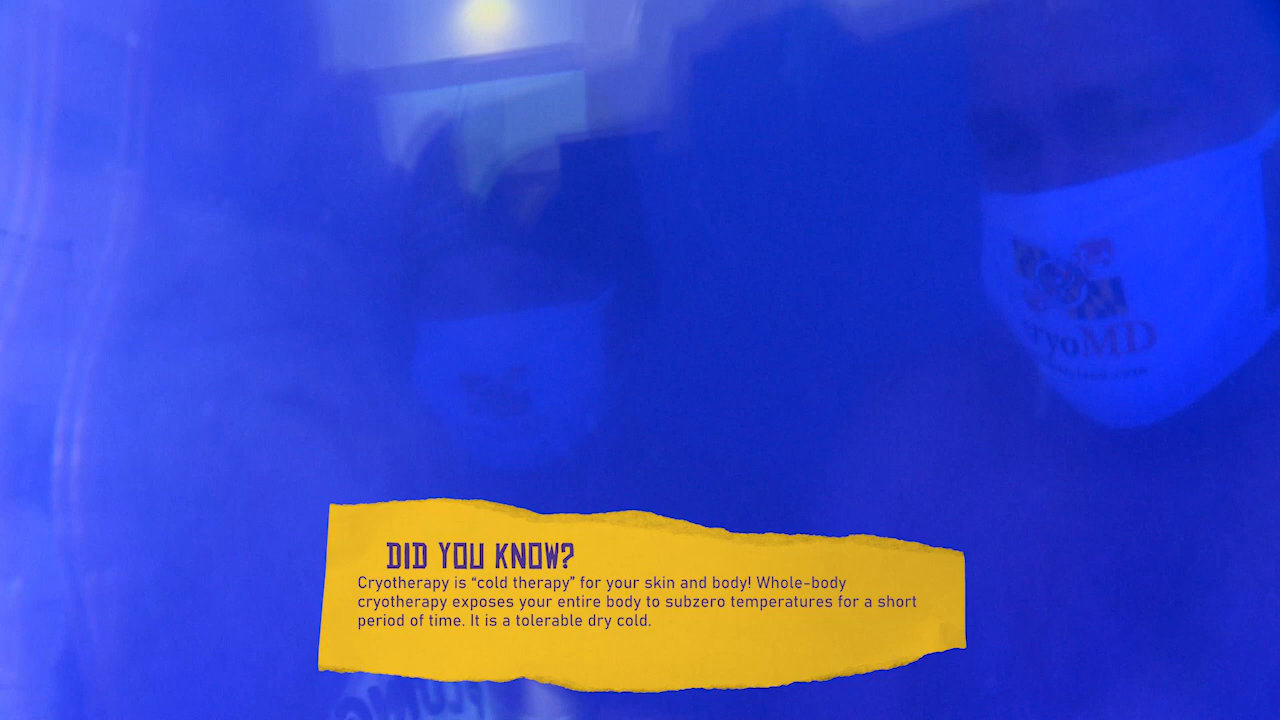 ryoMD
DID YOU KNOW?
Cryotherapy is “cold therapy” for your skin and body! Whole-body
cryotherapy exposes your entire body to subzero temperatures for a short
period of time. It is a tolerable dry cold.